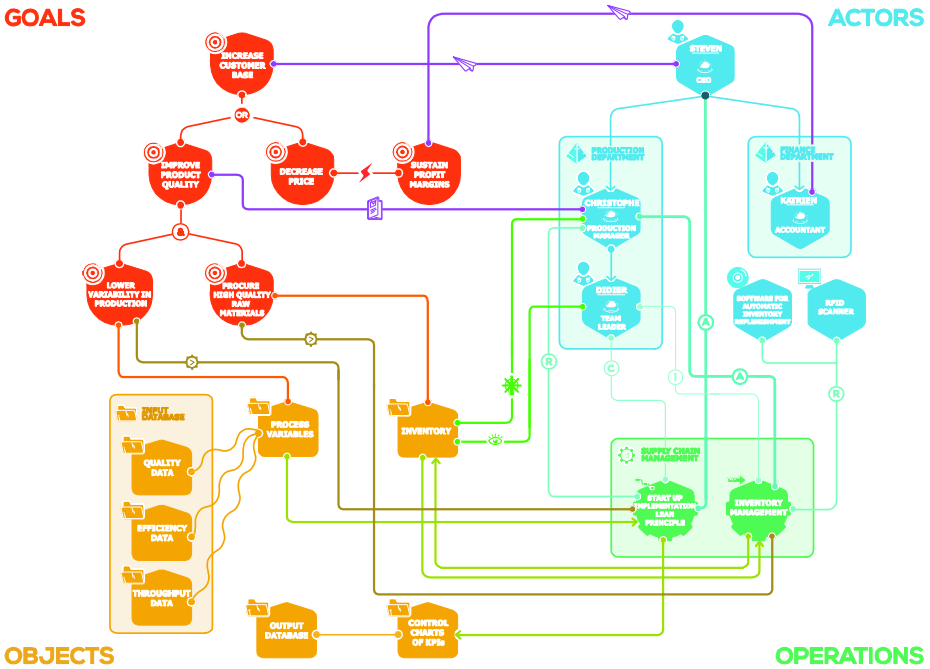 GOALS
ACTORS
INCREASE
CUSTOMER
BASE
STEVEN
CEO
OR
IMPROVE
PRODUCT
QUALITY
DECREASE
PRICE
SUSTAIN
PROFIT
MARGINS
PRODUCTION
DEPARTMENT
FINANCE
DEPARTMENT
CHRISTOPHE
PRODUCTION
MANAGER
KATRIEN
ACCOUNTANT
&
LOWER
VARIABILITY IN
PRODUCTION
PROCURE
HIGH QUALITY
RAW
MATERIALS
DIDIER
TEAM
LEADER
SOFTWARE FOR
AUTOMATIC
INVENTORY
REPLENISHMENT
RFID
SCANNER
A
R
C
I
A
R
INPUT
DATABASE
PROCESS
VARIABLES
INVENTORY
QUALITY
DATA
EFFICIENCY
DATA
THROUGHPUT
DATA
SUPPLY CHAIN
MANAGEMENT
START UP
IMPLEMENTATION
LEAN
PRINCIPLE
INVENTORY
MANAGEMENT
OUTPUT
DATABASE
CONTROL
CHARTS
OF KPIs
OBJECTS
OPERATIONS